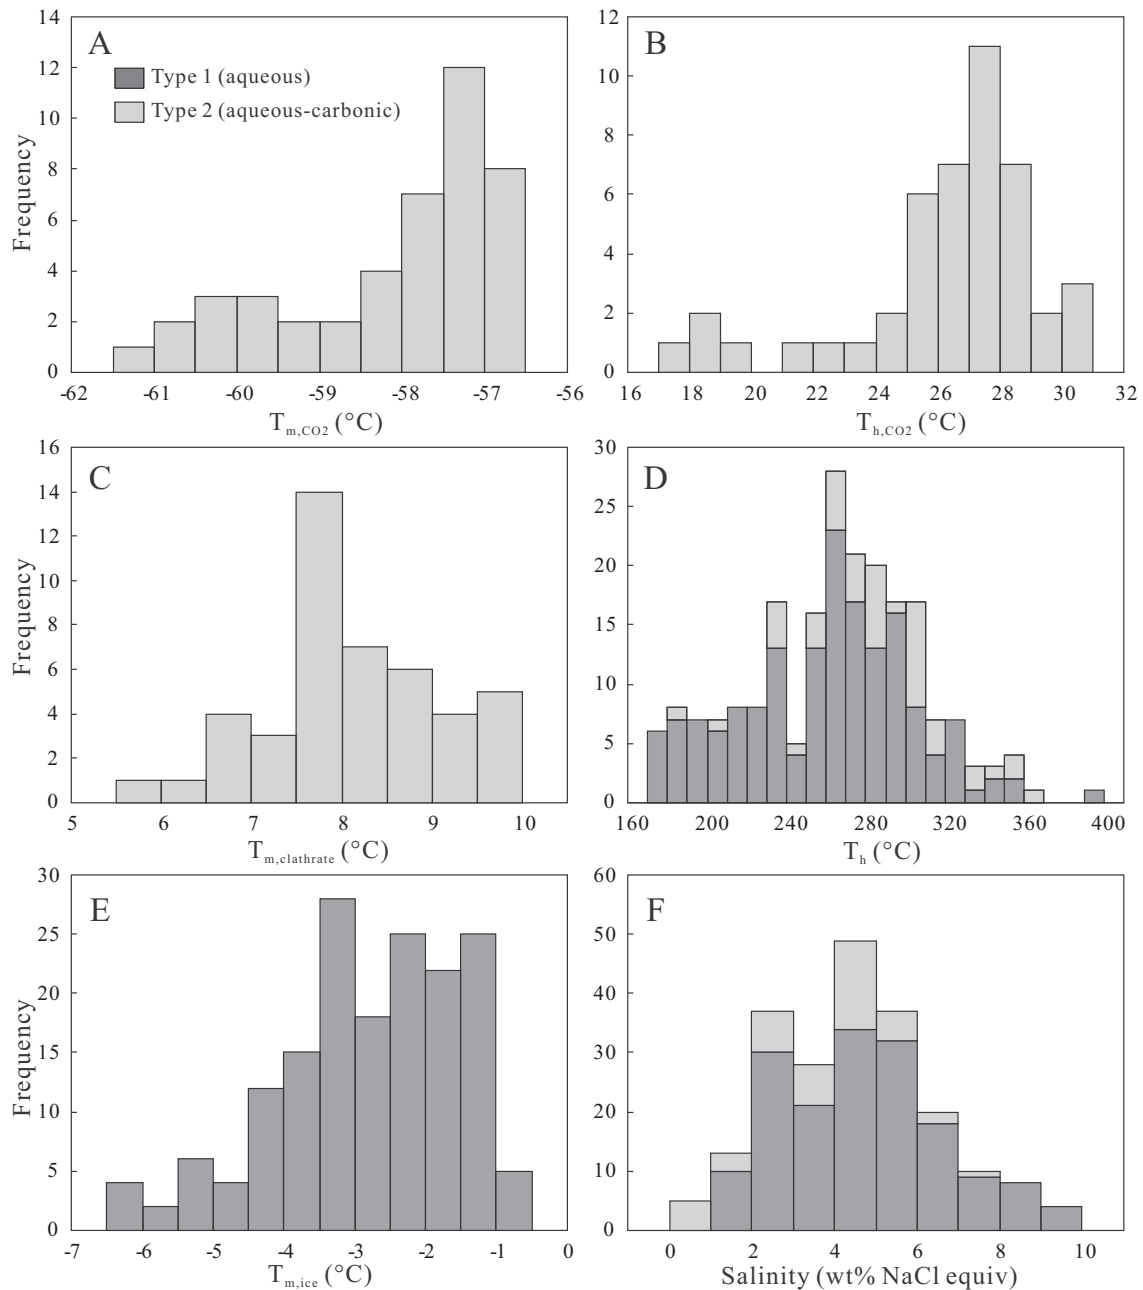 A
Type 1 (aqueous)
Type 2 (aqueous-carbonic)
Frequency
14
12
10
8
6
4
2
0
-62 -61 -60 -59 -58 -57 -56
Tm,CO2 (°C)
B
12
10
8
6
4
2
0
16 18 20 22 24 26 28 30 32
Th,CO2 (°C)
C
Frequency
16
14
12
10
8
6
4
2
0
5 6 7 8 9 10
Tm,clathrate (°C)
D
30
25
20
15
10
5
0
160 200 240 280 320 360 400
Th (°C)
E
Frequency
30
25
20
15
10
5
0
-7 -6 -5 -4 -3 -2 -1 0
Tm,ice (°C)
F
60
50
40
30
20
10
0
0 2 4 6 8 10
Salinity (wt% NaCl equiv)